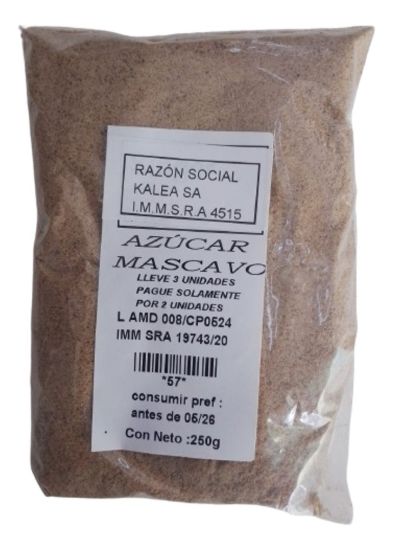 RAZÓN SOCIAL
KALEA SA
I.M.M.S.R.A 4515
AZÚCAR
MASCAVO
LLEVE 3 UNIDADES
PAGUE SOLAMENTE
POR 2 UNIDADES
L AMD 008/CP0524
IMM SRA 19743/20
*57*
consumir pref :
antes de 05/26
Con Neto :250g